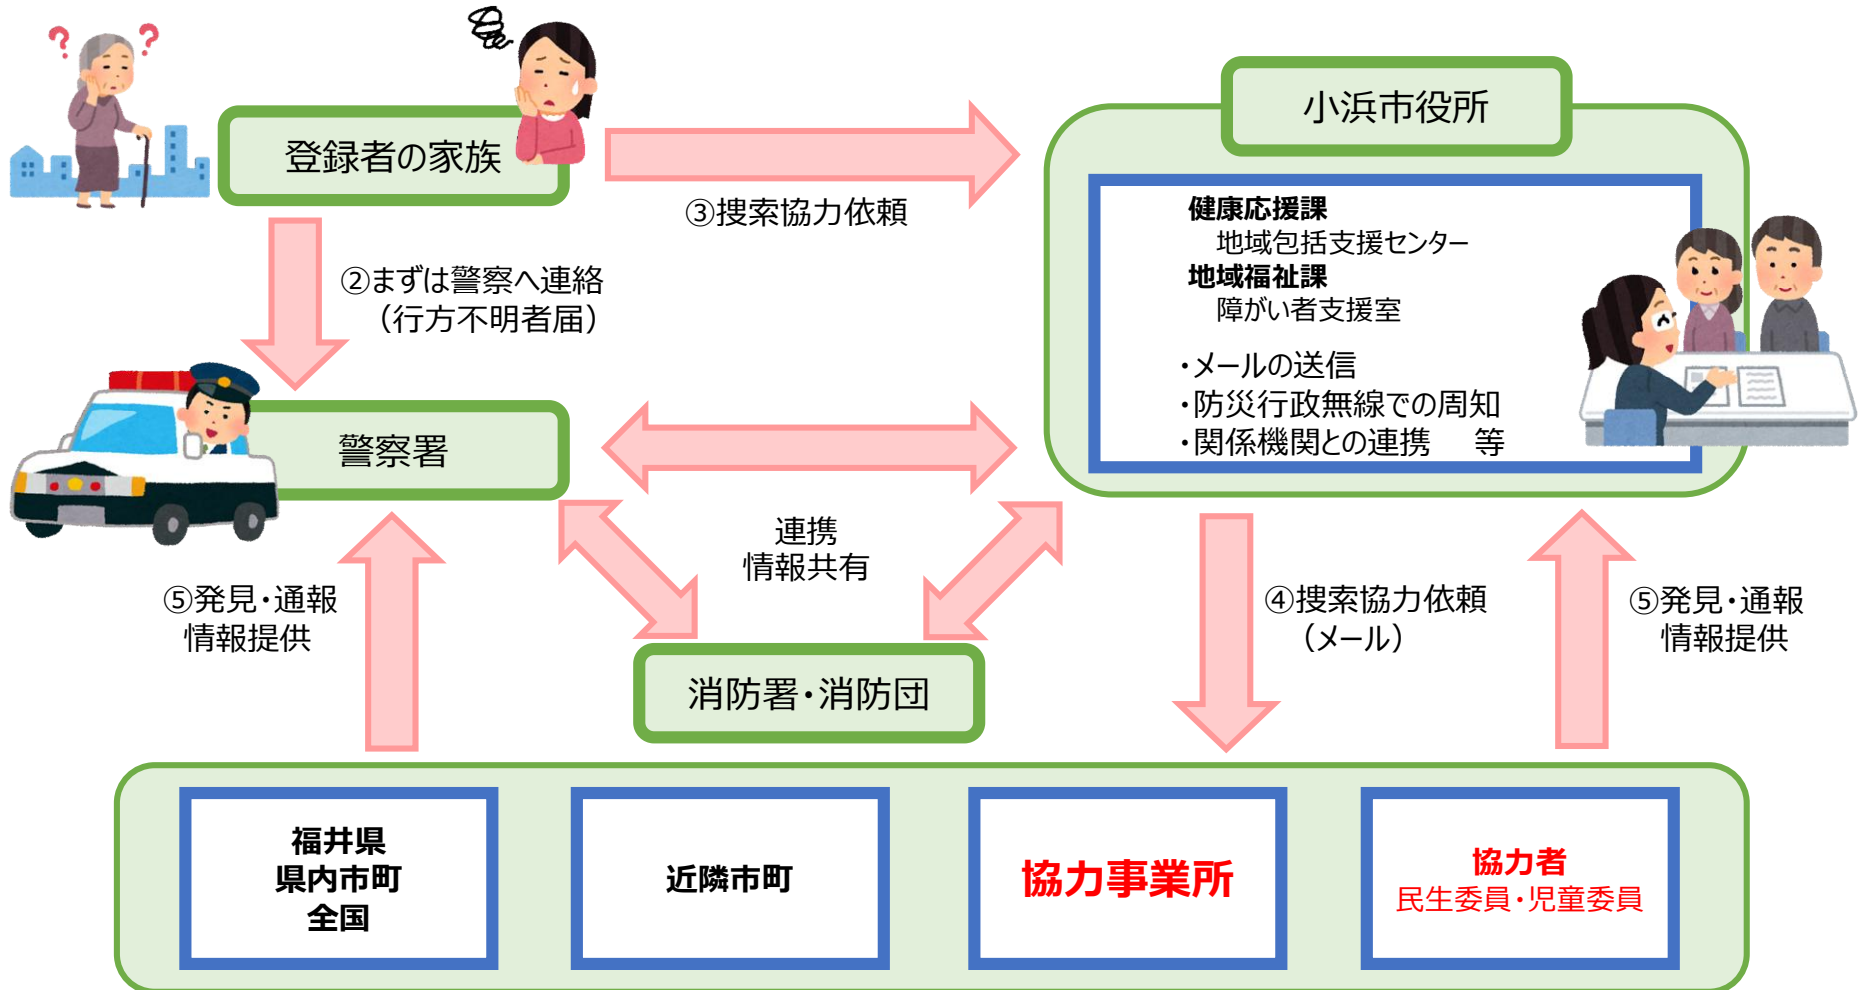 ? ?
登録者の家族
小浜市役所
③捜索協力依頼
健康応援課
地域包括支援センター
地域福祉課
障がい者支援室
・メールの送信
・防災行政無線での周知
・関係機関との連携 等
②まずは警察へ連絡
（行方不明者届）
警察署
連携
情報共有
⑤発見・通報
情報提供
④捜索協力依頼
（メール）
⑤発見・通報
情報提供
消防署・消防団
福井県
県内市町
全国
近隣市町
協力事業所
協力者
民生委員・児童委員